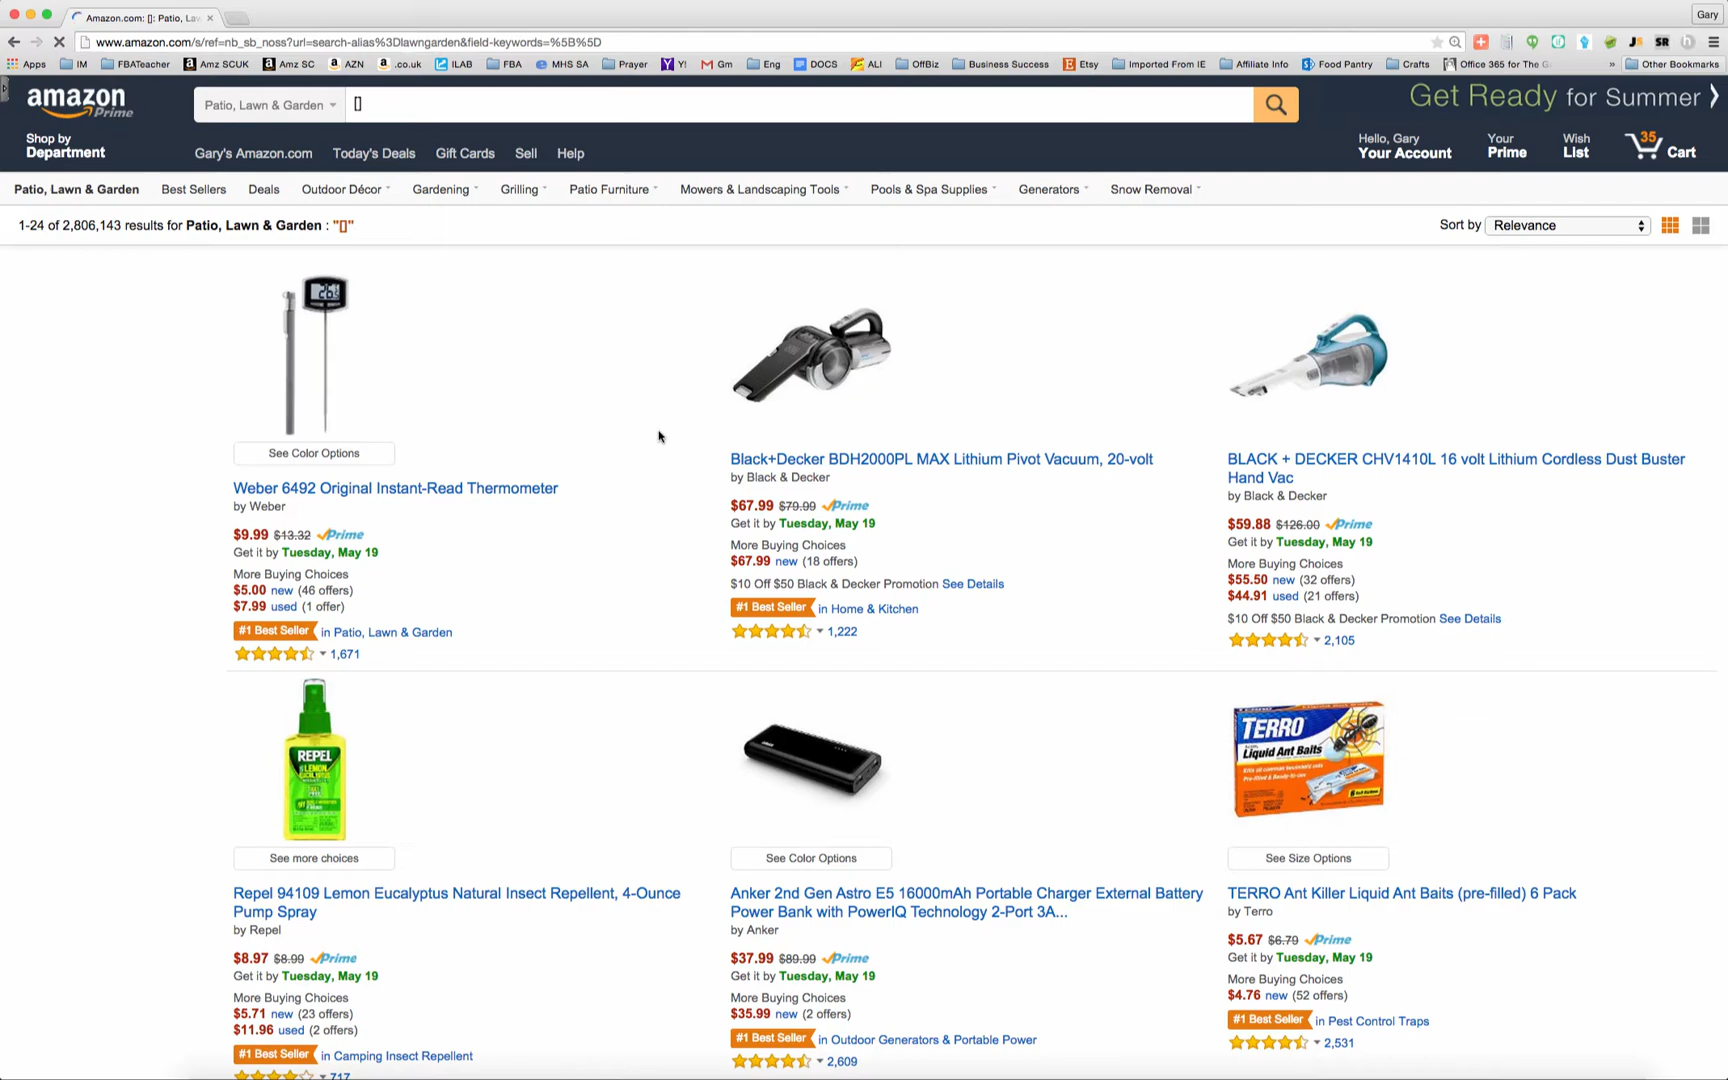 Amazon.com: []: Patio, La
Gary
www.amazon.com/s/ref=nb_sb_noss?url=search-alias%3Dlawngarden&field-keywords=%5B%5D
Apps IM FBATeacher Amz SCUK Amz SC AZN .co.uk ILAB FBA MHS SA Prayer Y! Gm Eng DOCS ALI OffBiz Business Success Etsy Imported From IE Affiliate Info Food Pantry Crafts Office 365 for The » Other Bookmarks
amazon Prime
Patio, Lawn & Garden []
Get Ready for Summer
Shop by Department
Gary's Amazon.com Today's Deals Gift Cards Sell Help
Hello, Gary
Your Account
Your
Prime
Wish
List
35
Cart
Patio, Lawn & Garden Best Sellers Deals Outdoor Décor Gardening Grilling Patio Furniture Mowers & Landscaping Tools Pools & Spa Supplies Generators Snow Removal
1-24 of 2,806,143 results for Patio, Lawn & Garden : "[]"
Sort by Relevance
See Color Options
Weber 6492 Original Instant-Read Thermometer
by Weber
$9.99 $13.32 Prime
Get it by Tuesday, May 19
More Buying Choices
$5.00 new (46 offers)
$7.99 used (1 offer)
#1 Best Seller in Patio, Lawn & Garden
1,671
Black+Decker BDH2000PL MAX Lithium Pivot Vacuum, 20-volt
by Black & Decker
$67.99 $79.99 Prime
Get it by Tuesday, May 19
More Buying Choices
$67.99 new (18 offers)
$10 Off $50 Black & Decker Promotion See Details
#1 Best Seller in Home & Kitchen
1,222
BLACK + DECKER CHV1410L 16 volt Lithium Cordless Dust Buster
Hand Vac
by Black & Decker
$59.88 $126.00 Prime
Get it by Tuesday, May 19
More Buying Choices
$55.50 new (32 offers)
$44.91 used (21 offers)
$10 Off $50 Black & Decker Promotion See Details
2,105
REPEL
LEMON
EUCALYPTUS
See more choices
Repel 94109 Lemon Eucalyptus Natural Insect Repellent, 4-Ounce
Pump Spray
by Repel
$8.97 $8.99 Prime
Get it by Tuesday, May 19
More Buying Choices
$5.71 new (23 offers)
$11.96 used (2 offers)
#1 Best Seller in Camping Insect Repellent
717
See Color Options
Anker 2nd Gen Astro E5 16000mAh Portable Charger External Battery
Power Bank with PowerIQ Technology 2-Port 3A...
by Anker
$37.99 $89.99 Prime
Get it by Tuesday, May 19
More Buying Choices
$35.99 new (2 offers)
#1 Best Seller in Outdoor Generators & Portable Power
2,609
TERRO
Liquid Ant Baits
See Size Options
TERRO Ant Killer Liquid Ant Baits (pre-filled) 6 Pack
by Terro
$5.67 $6.79 Prime
Get it by Tuesday, May 19
More Buying Choices
$4.76 new (52 offers)
#1 Best Seller in Pest Control Traps
2,531